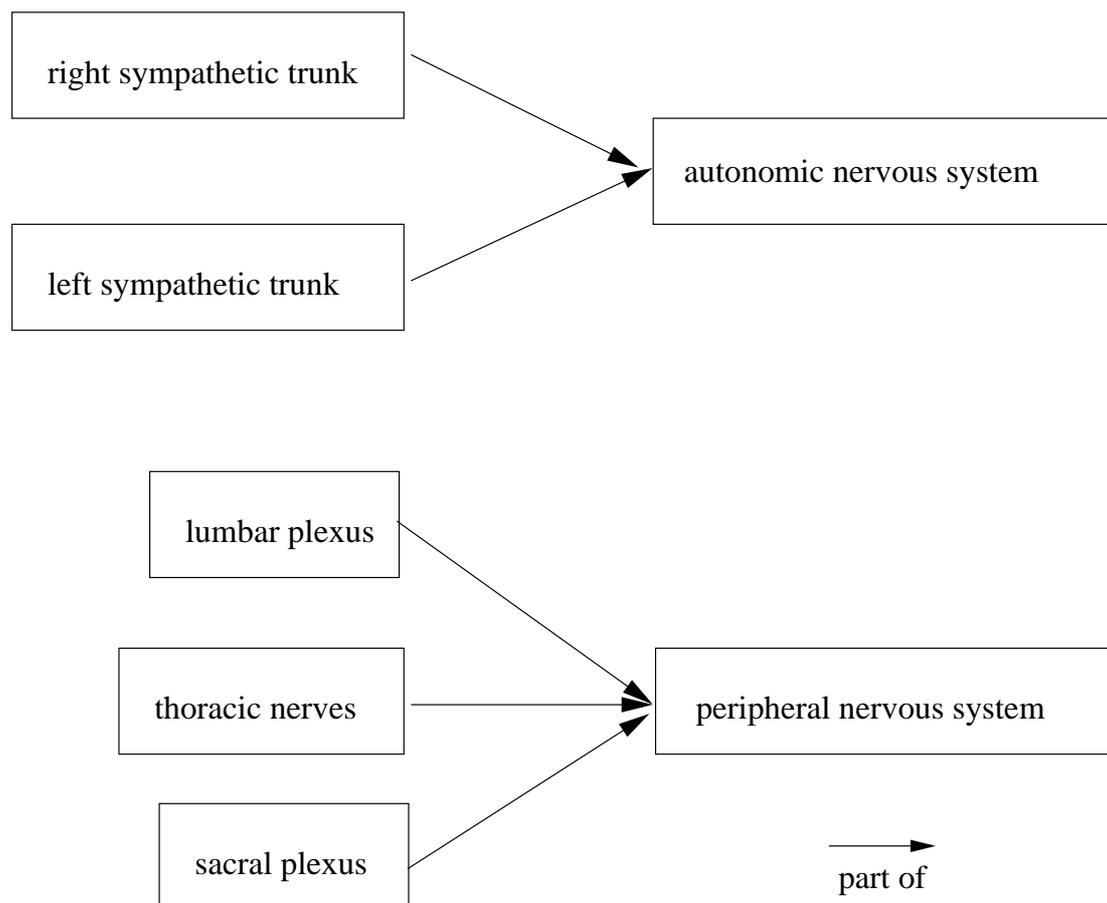 right sympathetic trunk
autonomic nervous system
left sympathetic trunk
lumbar plexus
thoracic nerves
peripheral nervous system
sacral plexus
part of